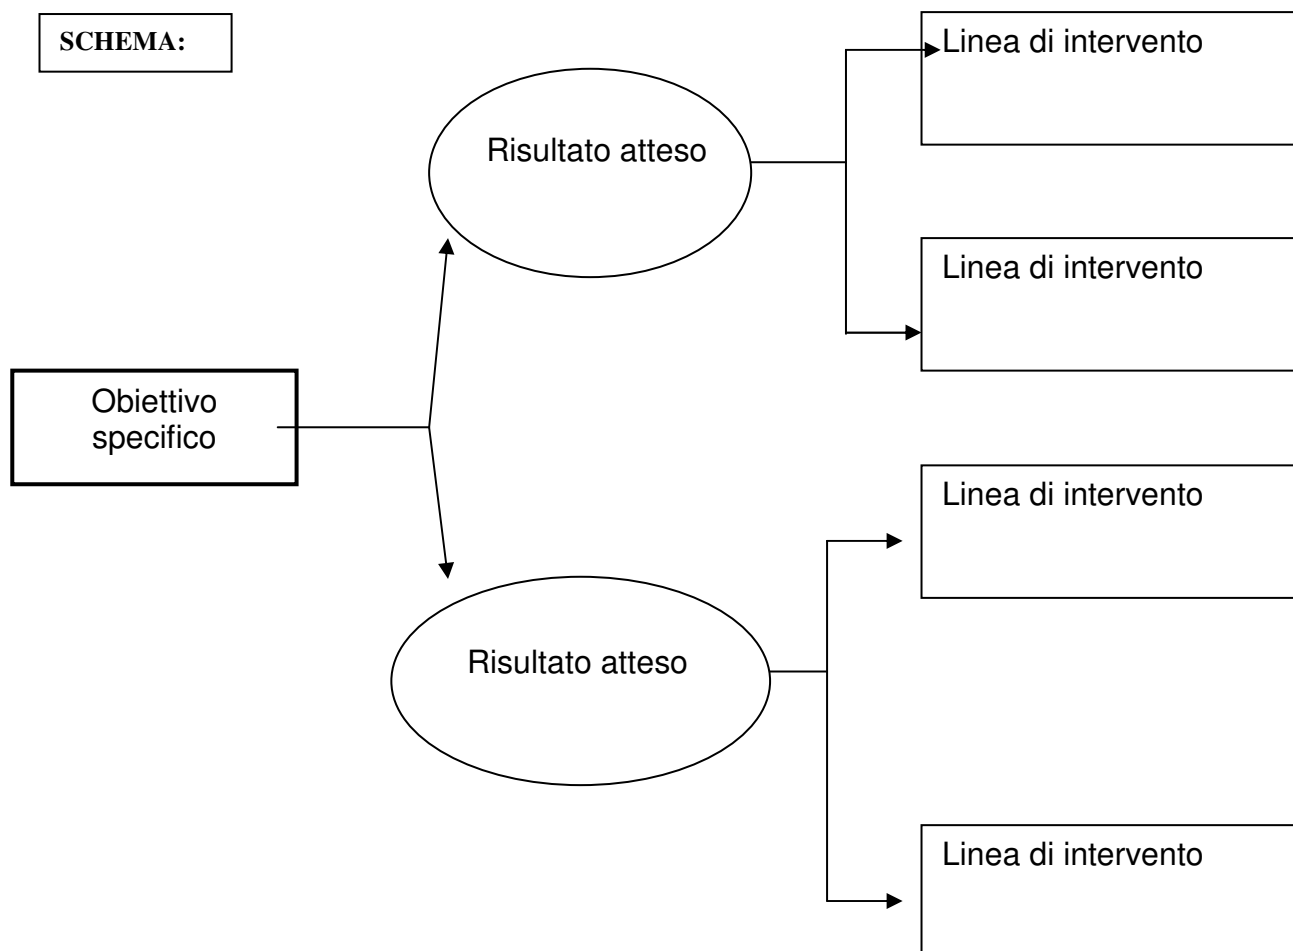 SCHEMA:
Linea di intervento
Risultato atteso
Linea di intervento
Obiettivo
specifico
Linea di intervento
Risultato atteso
Linea di intervento